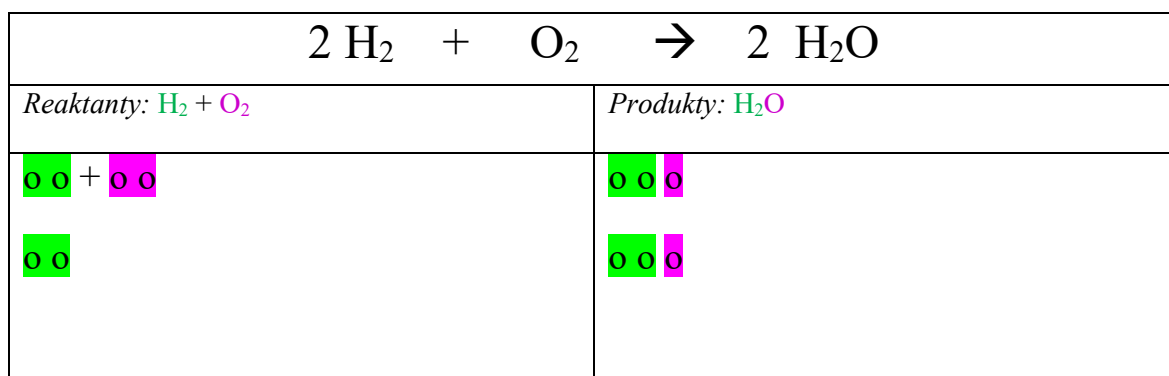 2 H₂ + O₂ → 2 H₂O
Reaktanty: H₂ + O₂
Produkty: H₂O
o o + o o
o o o
o o
o o o